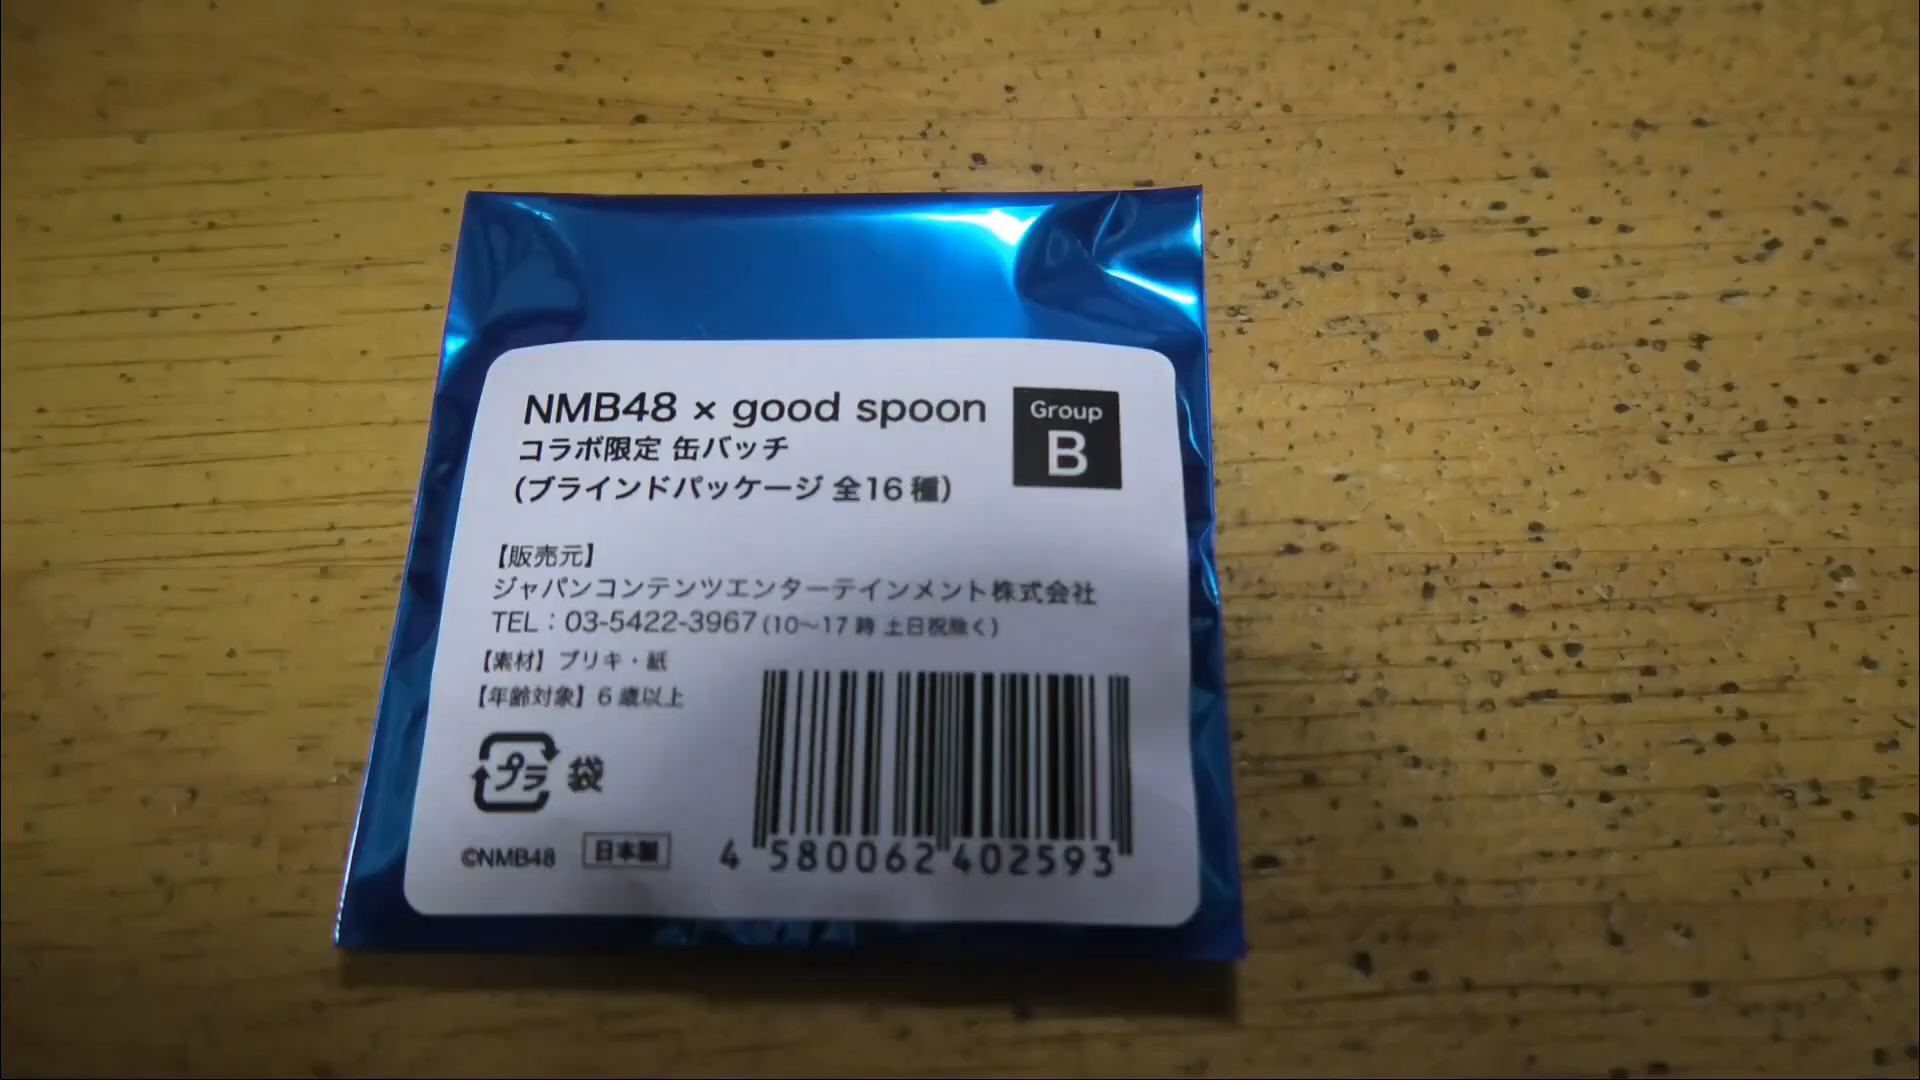 NMB48 × good spoon
コラボ限定 缶バッチ
(ブラインドパッケージ 全16種)
Group
B
【販売元】
ジャパンコンテンツエンターテインメント株式会社
TEL：03-5422-3967(10〜17時 土日祝除く)
【素材】ブリキ・紙
【年齢対象】6歳以上
プラ 袋
©NMB48 日本製
4 580062 402593